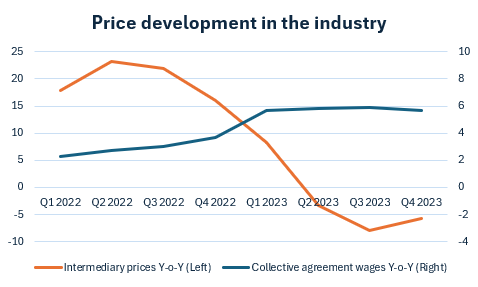 Price development in the industry
25 10
20 8
15 6
10 4
5 2
0 0
Q1 2022 Q2 2022 Q3 2022 Q4 2022 Q1 2023 Q2 2023 Q3 2023 Q4 2023
-5 -2
-10 -4
Intermediary prices Y-o-Y (Left) Collective agreement wages Y-o-Y (Right)